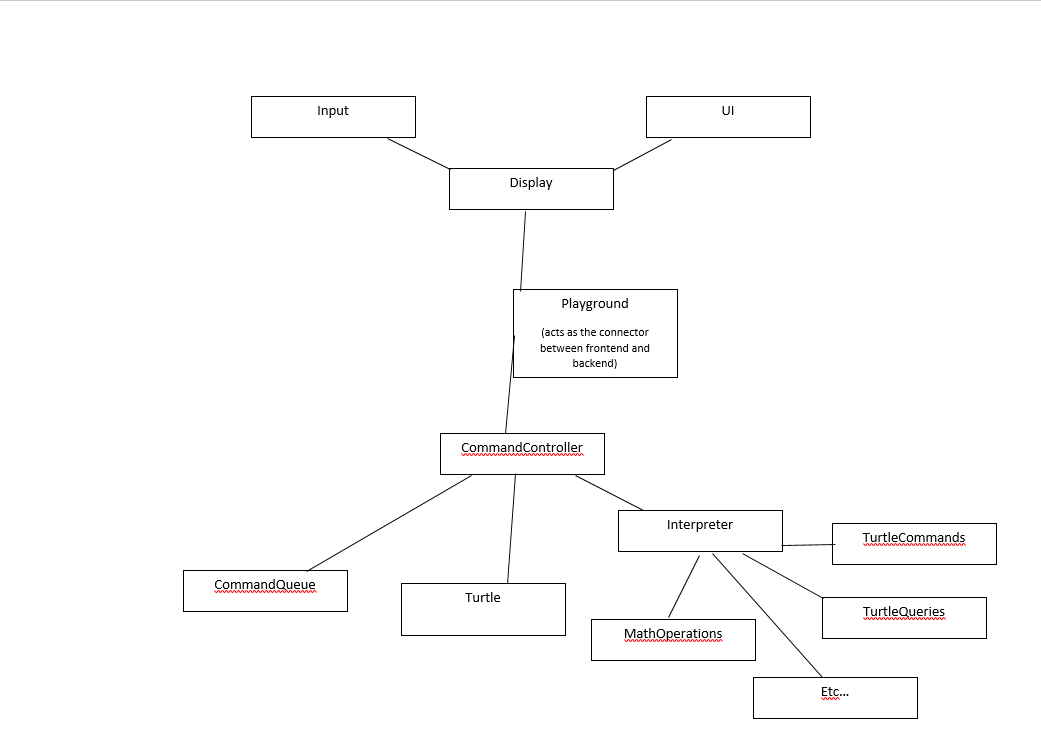 Input
UI
Display
Playground
(acts as the connector
between frontend and
backend)
CommandController
Interpreter
TurtleCommands
CommandQueue
Turtle
TurtleQueries
MathOperations
Etc...